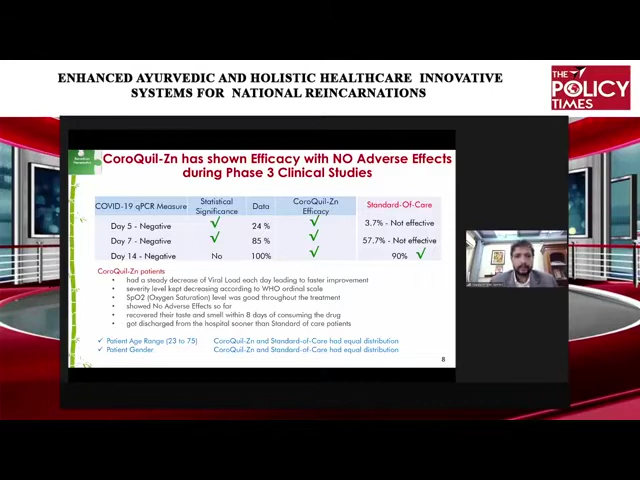 ENHANCED AYURVEDIC AND HOLISTIC HEALTHCARE INNOVATIVE
SYSTEMS FOR NATIONAL REINCARNATIONS
THE
POLICY
TIMES
CoroQuil-Zn has shown Efficacy with NO Adverse Effects
during Phase 3 Clinical Studies
COVID-19 qPCR Measure Statistical Significance Data CoroQuil-Zn Efficacy Standard-Of-Care
Day 5 - Negative √ 24 % √ 3.7% - Not effective
Day 7 - Negative √ 85 % √ 57.7% - Not effective
Day 14 - Negative No 100% √ 90% √
CoroQuil-Zn patients
• had a steady decrease of Viral Load each day leading to faster improvement
• severity level kept decreasing according to WHO ordinal scale
• SpO2 (Oxygen Saturation) level was good throughout the treatment
• showed No Adverse Effects so far
• recovered their taste and smell within 8 days of consuming the drug
• got discharged from the hospital sooner than Standard of care patients
✓ Patient Age Range (23 to 75) CoroQuil-Zn and Standard-of-Care had equal distribution
✓ Patient Gender CoroQuil-Zn and Standard-of-Care had equal distribution
8